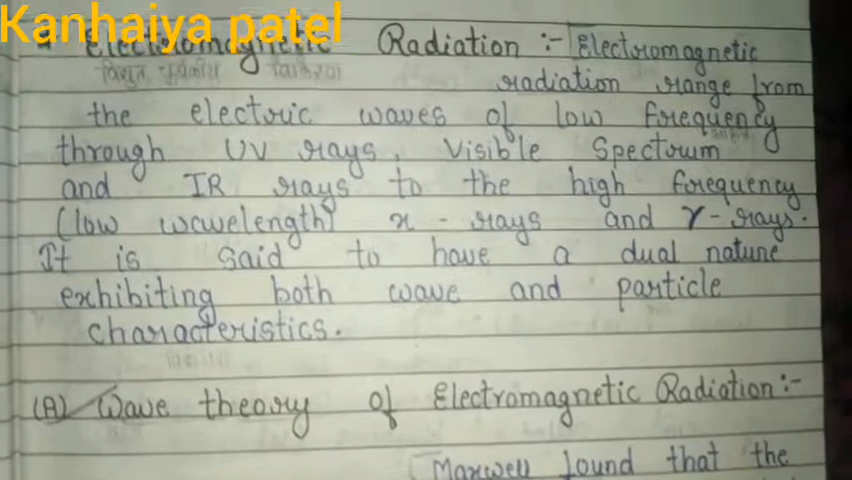 Kanhaiya patel
Electromagnetic Radiation :- Electromagnetic
विद्युत चुम्बकीय विकिरण
radiation range from
the electric waves of low frequency
through UV rays, Visible Spectrum
and IR rays to the high frequency
(low wavelength) x - rays and γ - rays.
It is said to have a dual nature
exhibiting both wave and particle
characteristics.
(A) Wave theory of Electromagnetic Radiation :-
Maxwell found that the